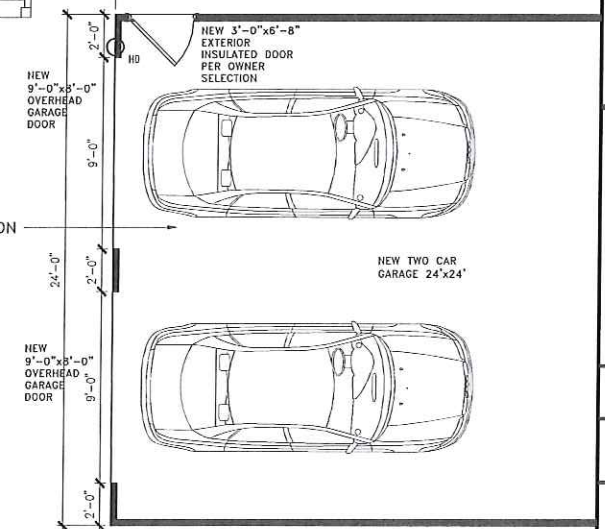 2'-0"
HD
NEW 3'-0"x6'-8"
EXTERIOR
INSULATED DOOR
PER OWNER
SELECTION
NEW
9'-0"x8'-0"
OVERHEAD
GARAGE
DOOR
9'-0"
ON
24'-0"
2'-0"
NEW TWO CAR
GARAGE 24'x24'
NEW
9'-0"x8'-0"
OVERHEAD
GARAGE
DOOR
9'-0"
2'-0"